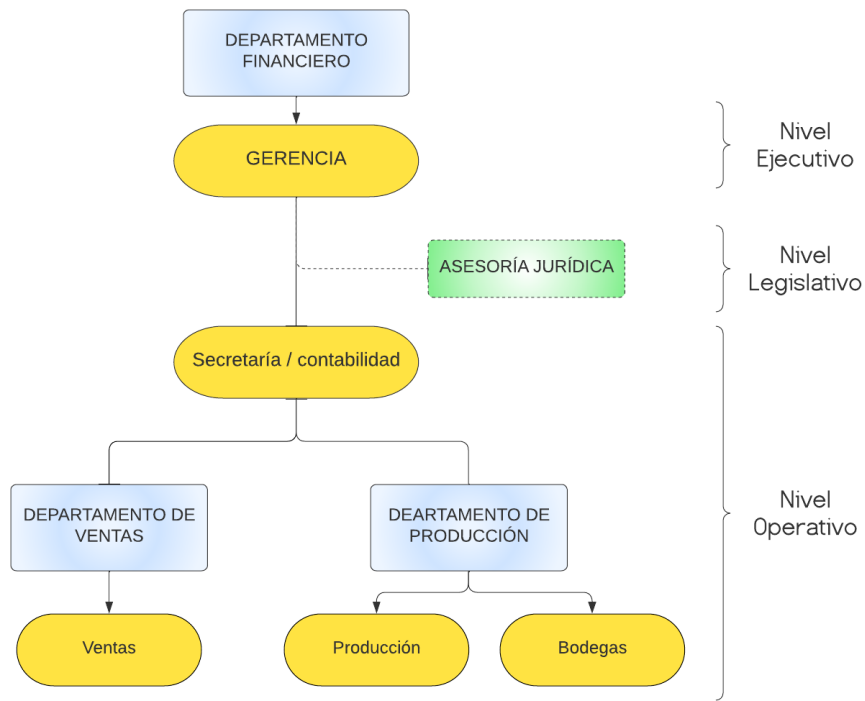 DEPARTAMENTO
FINANCIERO
GERENCIA
Nivel
Ejecutivo
ASESORÍA JURÍDICA
Nivel
Legislativo
Secretaría / contabilidad
DEPARTAMENTO DE
VENTAS
DEARTAMENTO DE
PRODUCCIÓN
Nivel
Operativo
Ventas
Producción
Bodegas